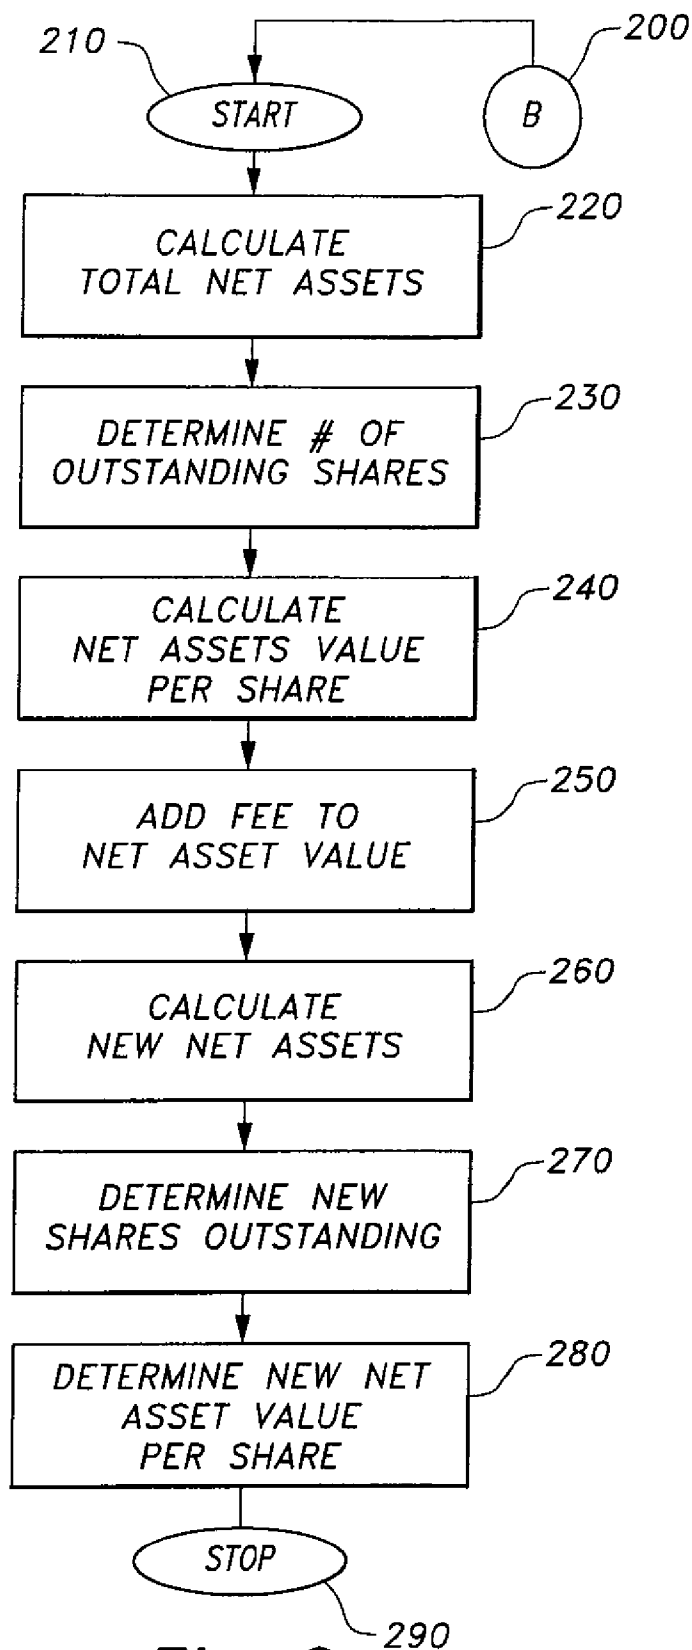 210
200
START
B
220
CALCULATE
TOTAL NET ASSETS
230
DETERMINE # OF
OUTSTANDING SHARES
240
CALCULATE
NET ASSETS VALUE
PER SHARE
250
ADD FEE TO
NET ASSET VALUE
260
CALCULATE
NEW NET ASSETS
270
DETERMINE NEW
SHARES OUTSTANDING
280
DETERMINE NEW NET
ASSET VALUE
PER SHARE
STOP
290